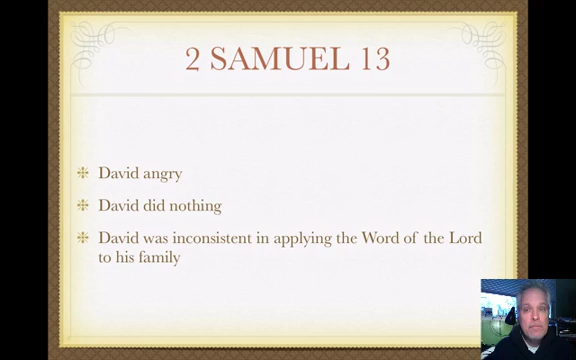 2 SAMUEL 13
David angry
David did nothing
David was inconsistent in applying the Word of the Lord
to his family